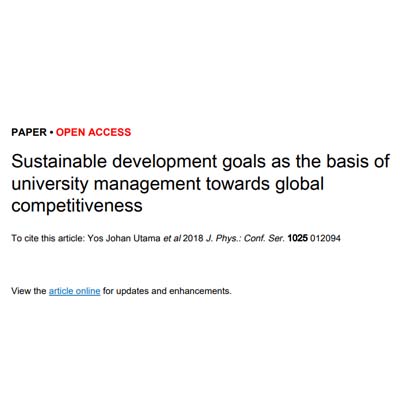 PAPER • OPEN ACCESS
Sustainable development goals as the basis of
university management towards global
competitiveness
To cite this article: Yos Johan Utama et al 2018 J. Phys.: Conf. Ser. 1025 012094
View the article online for updates and enhancements.